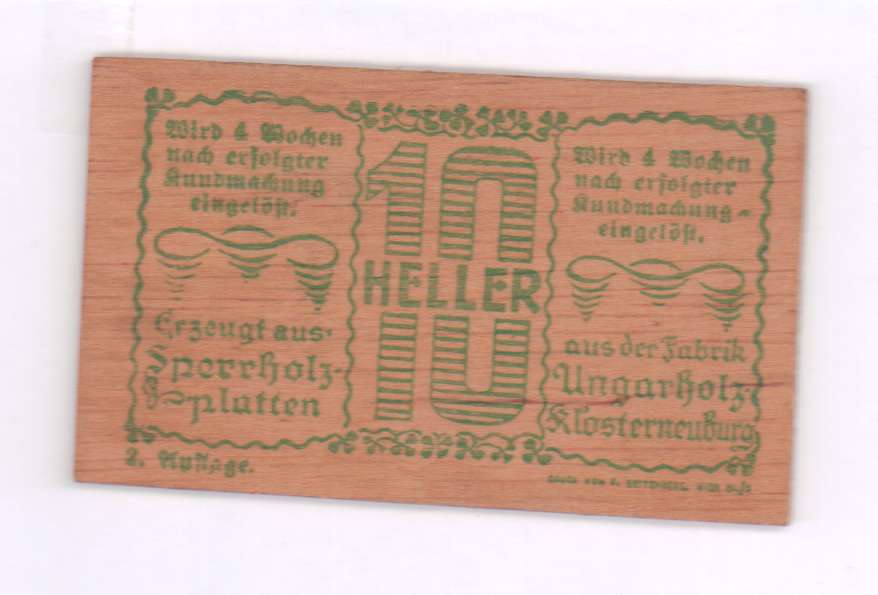 Wird 4 Wochen
nach erfolgter
Kundmachung
eingelöst.
Erzeugt aus
Sperrholz-
platten
10
HELLER
10
Wird 4 Wochen
nach erfolgter
Kundmachung-
eingelöst.
aus der Fabrik
Ungarholz-
Klosterneuburg
2. Auflage.